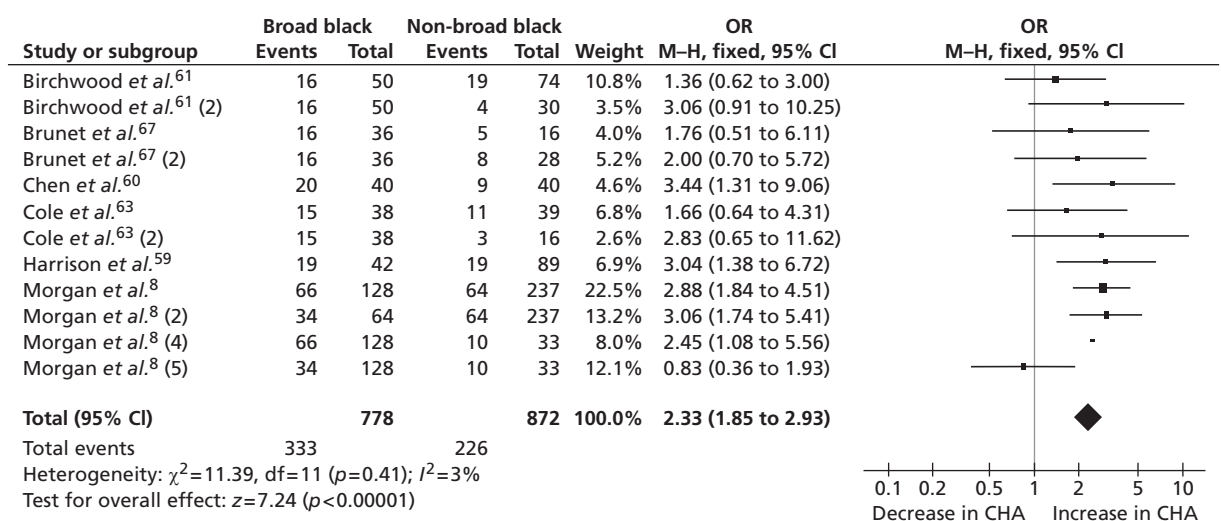 Broad black Non-broad black OR OR
Study or subgroup Events Total Events Total Weight M–H, fixed, 95% CI M–H, fixed, 95% CI
Birchwood et al.61 16 50 19 74 10.8% 1.36 (0.62 to 3.00)
Birchwood et al.61 (2) 16 50 4 30 3.5% 3.06 (0.91 to 10.25)
Brunet et al.67 16 36 5 16 4.0% 1.76 (0.51 to 6.11)
Brunet et al.67 (2) 16 36 8 28 5.2% 2.00 (0.70 to 5.72)
Chen et al.60 20 40 9 40 4.6% 3.44 (1.31 to 9.06)
Cole et al.63 15 38 11 39 6.8% 1.66 (0.64 to 4.31)
Cole et al.63 (2) 15 38 3 16 2.6% 2.83 (0.65 to 11.62)
Harrison et al.59 19 42 19 89 6.9% 3.04 (1.38 to 6.72)
Morgan et al.8 66 128 64 237 22.5% 2.88 (1.84 to 4.51)
Morgan et al.8 (2) 34 64 64 237 13.2% 3.06 (1.74 to 5.41)
Morgan et al.8 (4) 66 128 10 33 8.0% 2.45 (1.08 to 5.56)
Morgan et al.8 (5) 34 128 10 33 12.1% 0.83 (0.36 to 1.93)
Total (95% CI) 778 872 100.0% 2.33 (1.85 to 2.93)
Total events 333 226
Heterogeneity: χ2=11.39, df=11 (p=0.41); I2=3%
Test for overall effect: z=7.24 (p<0.00001)
0.1 0.2 0.5 1 2 5 10
Decrease in CHA Increase in CHA